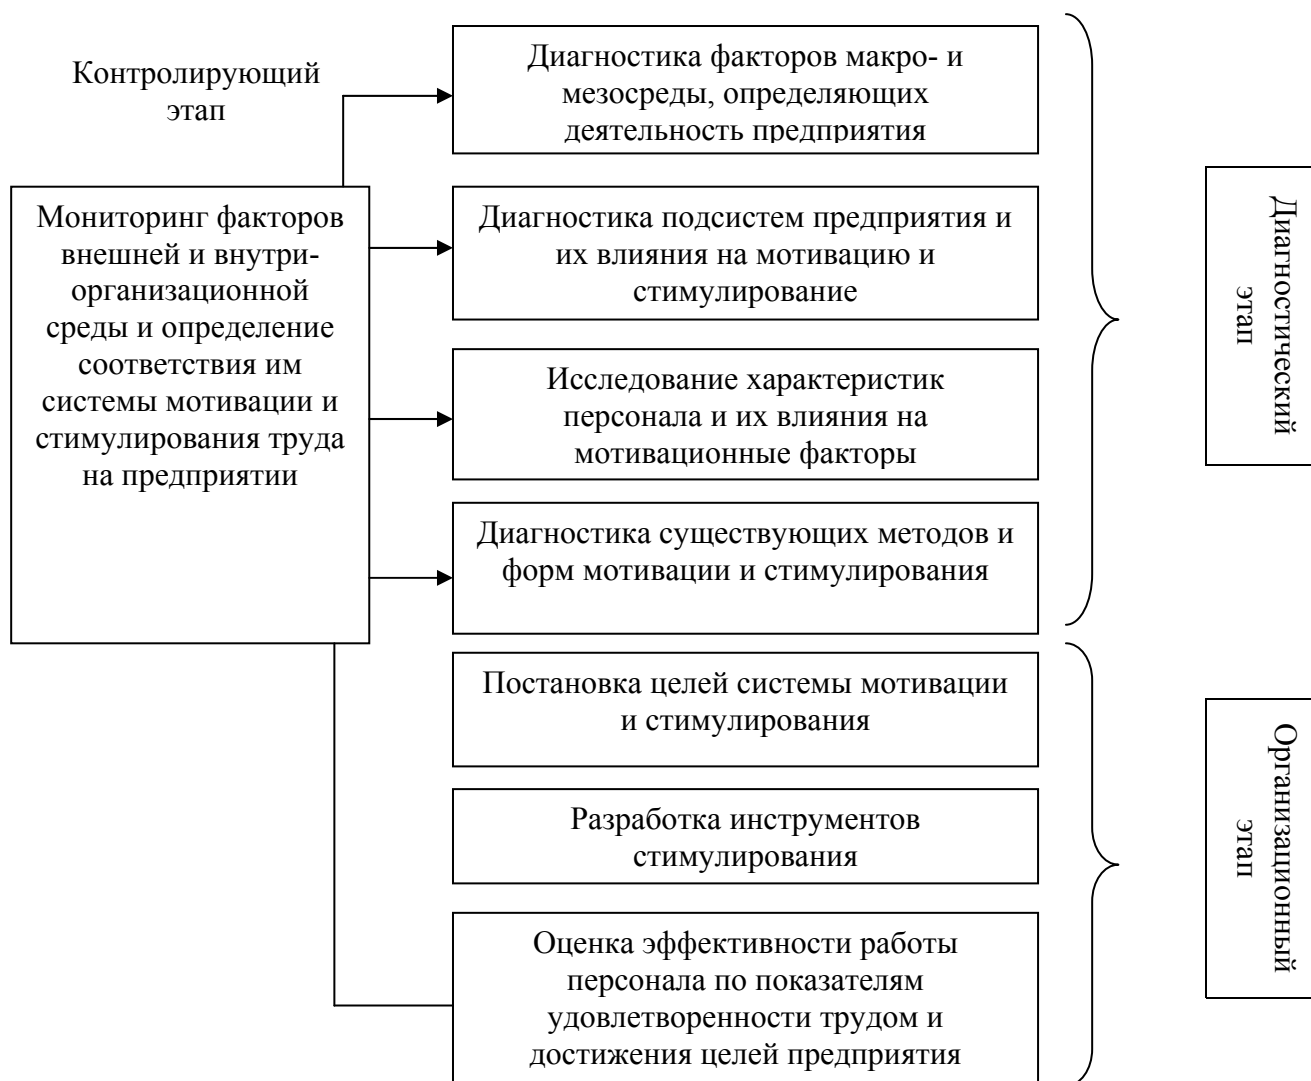 Контролирующий
этап
Мониторинг факторов
внешней и внутри-
организационной
среды и определение
соответствия им
системы мотивации и
стимулирования труда
на предприятии
Диагностика факторов макро- и
мезосреды, определяющих
деятельность предприятия
Диагностика подсистем предприятия и
их влияния на мотивацию и
стимулирование
Исследование характеристик
персонала и их влияния на
мотивационные факторы
Диагностика существующих методов и
форм мотивации и стимулирования
Диагностический
этап
Постановка целей системы мотивации
и стимулирования
Разработка инструментов
стимулирования
Оценка эффективности работы
персонала по показателям
удовлетворенности трудом и
достижения целей предприятия
Организационный
этап